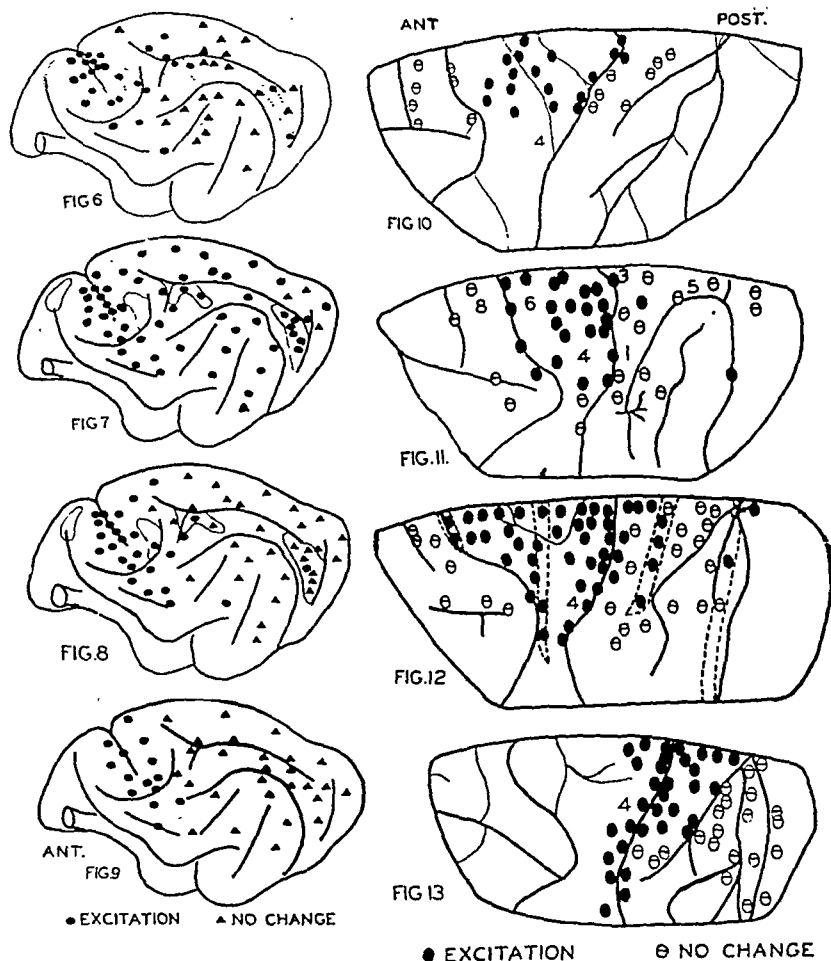 FIG 6
FIG 7
FIG.8
ANT.
FIG.9
● EXCITATION ▲ NO CHANGE
ANT POST.
4
FIG 10
8 6 3 5
4 1
FIG.11.
4
FIG.12
4
FIG 13
● EXCITATION ⊖ NO CHANGE